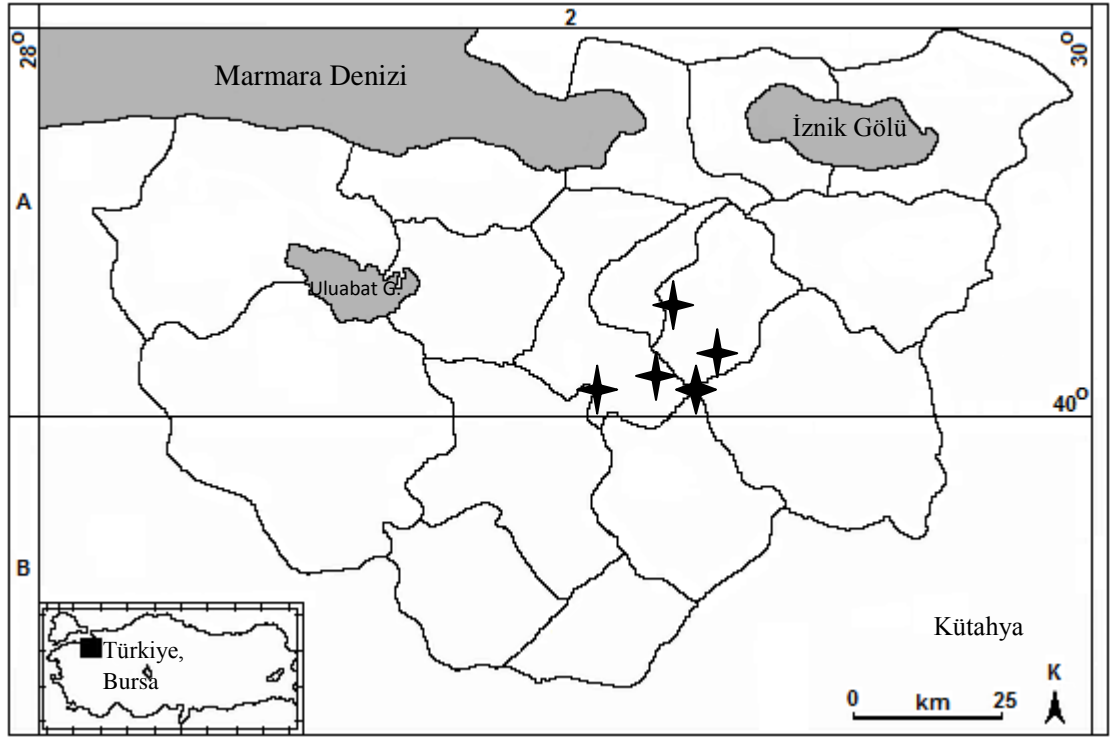 2
28°
30°
Marmara Denizi
İznik Gölü
A
Uluabat G.
40°
B
Kütahya
Türkiye,
Bursa
K
0 km 25